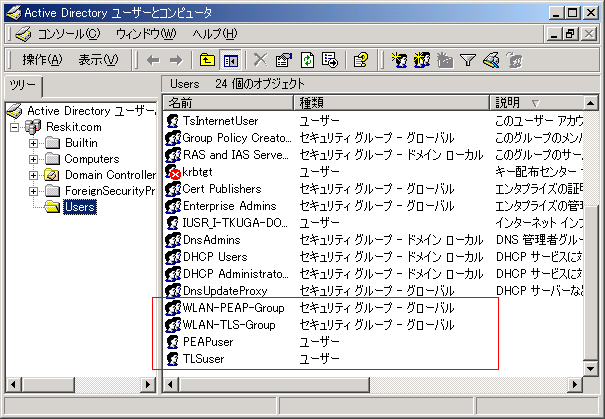 Active Directory ユーザーとコンピュータ
コンソール(C) ウィンドウ(W) ヘルプ(H)
操作(A) 表示(V)
ツリー
Users 24 個のオブジェクト
Active Directory ユーザー
Reskit.com
Builtin
Computers
Domain Controller
ForeignSecurityPr
Users
名前 種類 説明
TsInternetUser ユーザー このユーザー アカウ
Group Policy Creato... セキュリティ グループ - グローバル このグループのメン
RAS and IAS Serve... セキュリティ グループ - ドメイン ローカル このグループのサー
krbtgt ユーザー キー配布センター
Cert Publishers セキュリティ グループ - グローバル エンタプライズの証明
Enterprise Admins セキュリティ グループ - グローバル エンタプライズの管
IUSR_I-TKUGA-DO... ユーザー インターネット イン
DnsAdmins セキュリティ グループ - ドメイン ローカル DNS 管理者グルー
DHCP Users セキュリティ グループ - ドメイン ローカル DHCP サービスに
DHCP Administrato... セキュリティ グループ - ドメイン ローカル DHCP サービスに
DnsUpdateProxy セキュリティ グループ - グローバル DHCP サーバーな
WLAN-PEAP-Group セキュリティ グループ - グローバル
WLAN-TLS-Group セキュリティ グループ - グローバル
PEAPuser ユーザー
TLSuser ユーザー